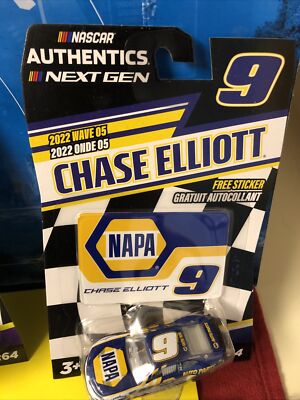 NASCAR
AUTHENTICS
NEXT GEN
9
2022 WAVE 05
2022 ONDE 05
CHASE ELLIOTT
FREE STICKER
GRATUIT AUTOCOLLANT
NAPA
9
CHASE ELLIOTT
:64
3+
NAPA
9